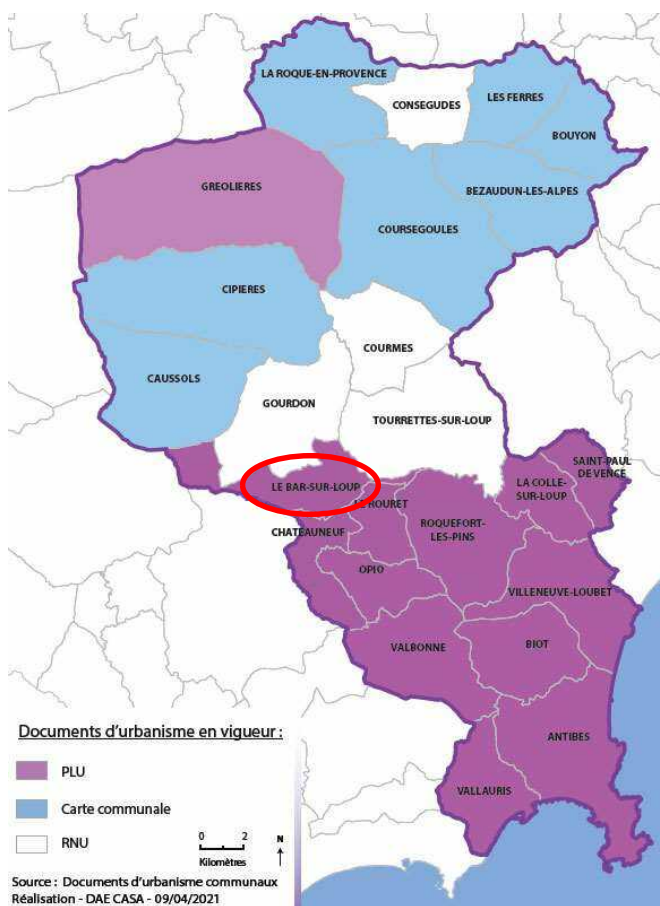 LA ROQUE-EN-PROVENCE
CONSEGUDES
LES FERRES
BOUYON
GREOLIERES
BEZAUDUN-LES-ALPES
COURSEGOULES
CIPIERES
COURMES
CAUSSOLS
GOURDON
TOURRETTES-SUR-LOUP
SAINT-PAUL
DE VENCE
LE BAR-SUR-LOUP
LA COLLE-
SUR-LOUP
LE ROURET
CHATEAUNEUF
ROQUEFORT-
LES-PINS
OPIO
VILLENEUVE-LOUBET
VALBONNE
BIOT
ANTIBES
VALLAURIS
Documents d'urbanisme en vigueur :
PLU
Carte communale
RNU
0 2
Kilomètres
N
Source : Documents d'urbanisme communaux
Réalisation - DAE CASA - 09/04/2021